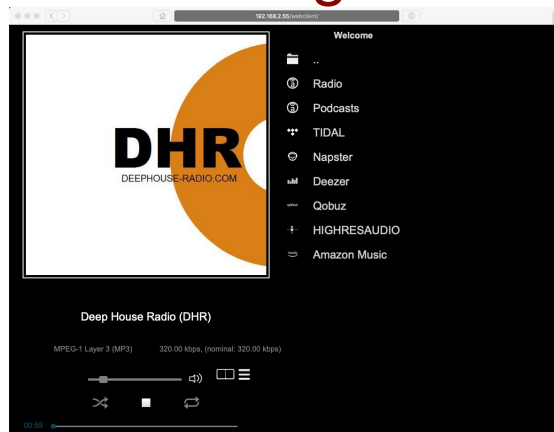 192.168.2.55/webclient/
Welcome
..
Radio
Podcasts
TIDAL
Napster
Deezer
Qobuz
HIGHRESAUDIO
Amazon Music
DHR
DEEPHOUSE-RADIO.COM
Deep House Radio (DHR)
MPEG-1 Layer 3 (MP3) 320.00 kbps, (nominal: 320.00 kbps)
00:59